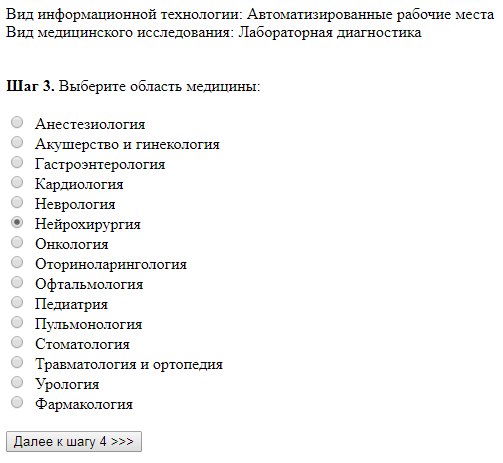 Вид информационной технологии: Автоматизированные рабочие места
Вид медицинского исследования: Лабораторная диагностика
Шаг 3. Выберите область медицины:
Анестезиология
Акушерство и гинекология
Гастроэнтерология
Кардиология
Неврология
Нейрохирургия
Онкология
Оториноларингология
Офтальмология
Педиатрия
Пульмонология
Стоматология
Травматология и ортопедия
Урология
Фармакология
Далее к шагу 4 >>>